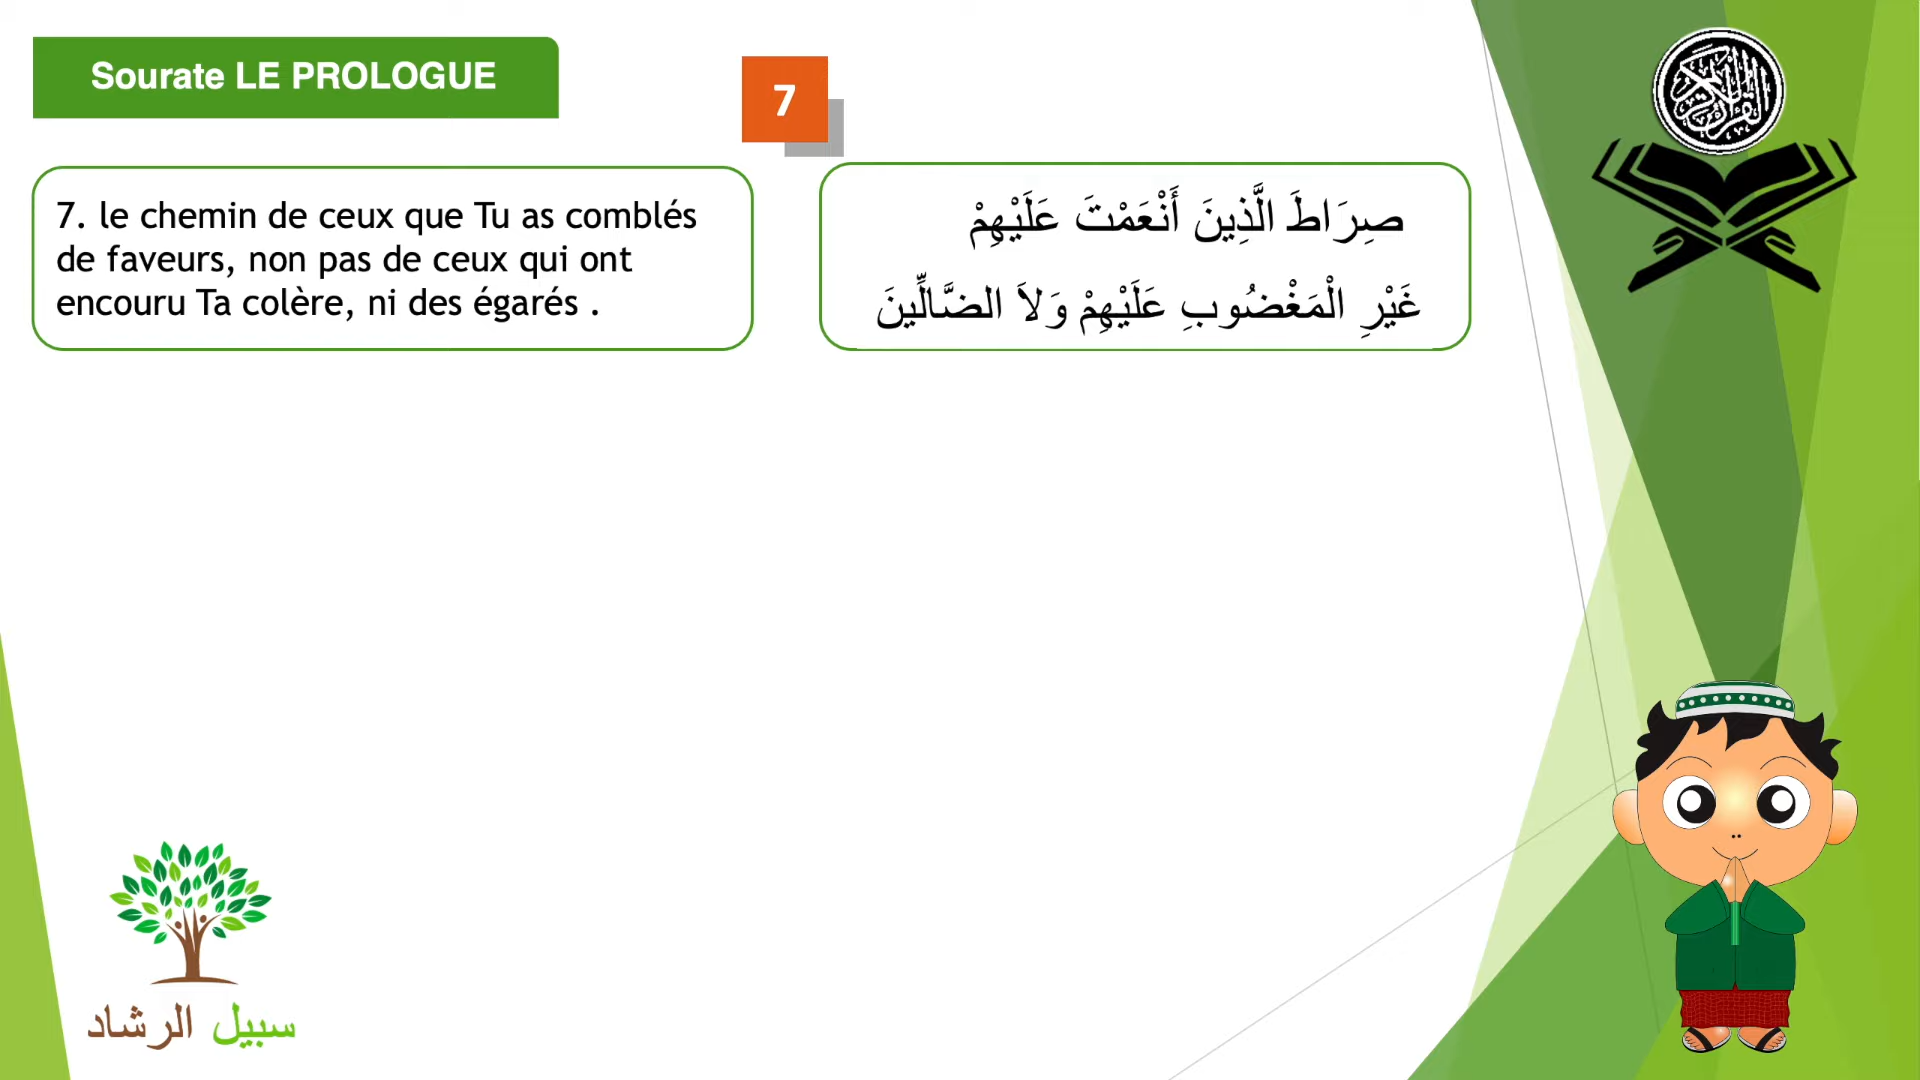 Sourate LE PROLOGUE
7
7. le chemin de ceux que Tu as comblés
de faveurs, non pas de ceux qui ont
encouru Ta colère, ni des égarés .
صِرَاطَ الَّذِينَ أَنْعَمْتَ عَلَيْهِمْ
غَيْرِ الْمَغْضُوبِ عَلَيْهِمْ وَلاَ الضَّالِّينَ
القرآن الكريم
سبيل الرشاد